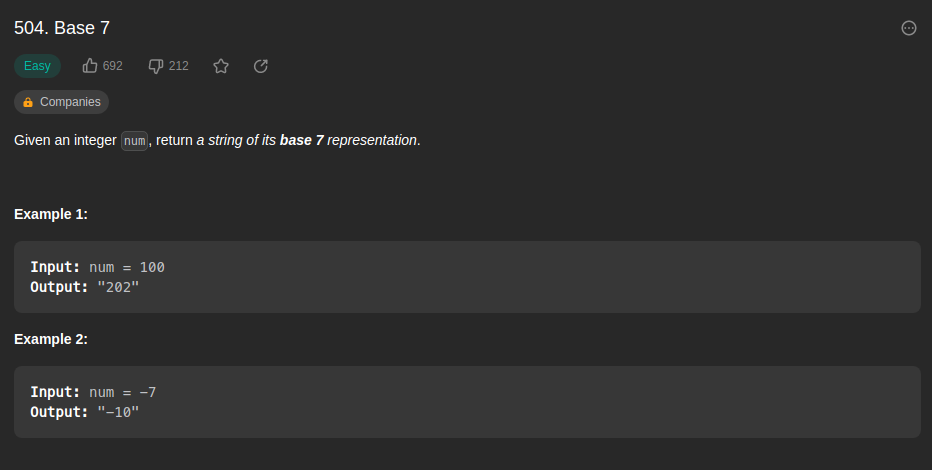 504. Base 7
Easy 692 212
Companies
Given an integer num, return a string of its base 7 representation.
Example 1:
Input: num = 100
Output: "202"
Example 2:
Input: num = −7
Output: "−10"